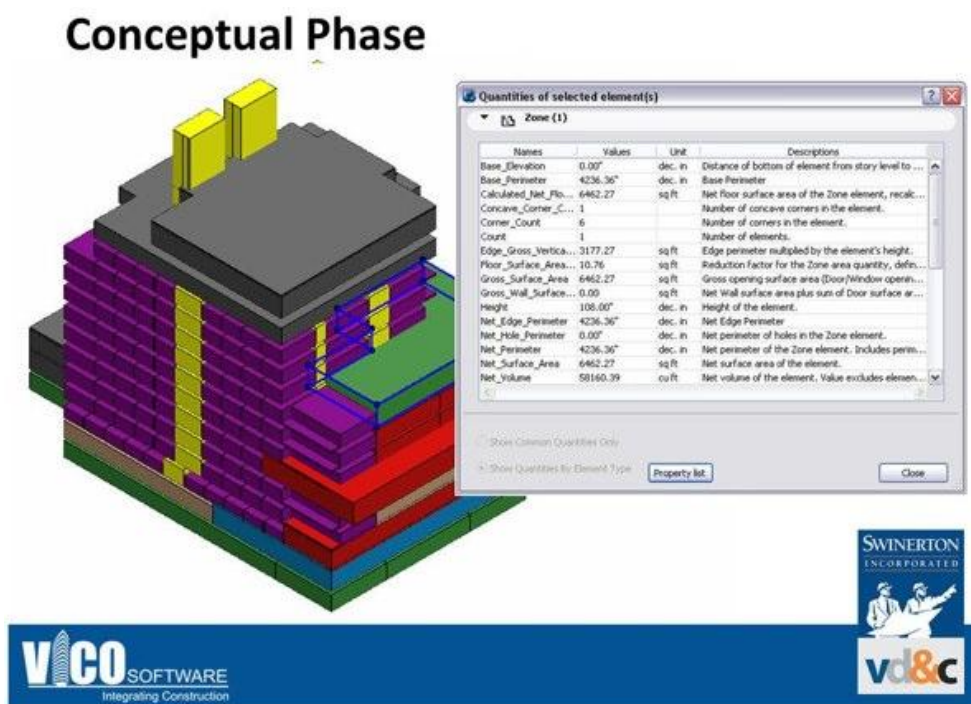 Conceptual Phase
Quantities of selected element(s)
Zone (1)
Names Values Unit Descriptions
Base_Elevation 0.00" dec. in Distance of bottom of element from story level to ...
Base_Perimeter 4236.36" dec. in Base Perimeter
Calculated_Net_Flo... 6462.27 sq ft Net floor surface area of the Zone element, recalc...
Concave_Corner_C... 1 Number of concave corners in the element.
Corner_Count 6 Number of corners in the element.
Count 1 Number of elements.
Edge_Gross_Vertica... 3177.27 sq ft Edge perimeter multiplied by the element's height.
Floor_Surface_Area... 10.76 sq ft Reduction factor for the Zone area quantity, defin...
Gross_Surface_Area 6462.27 sq ft Gross opening surface area (Door/Window openin...
Gross_Wall_Surface... 0.00 sq ft Net Wall surface area plus sum of Door surface ar...
Height 108.00" dec. in Height of the element.
Net_Edge_Perimeter 4236.36" dec. in Net Edge Perimeter
Net_Hole_Perimeter 0.00" dec. in Net perimeter of holes in the Zone element.
Net_Perimeter 4236.36" dec. in Net perimeter of the Zone element. Includes perim...
Net_Surface_Area 6462.27 sq ft Net surface area of the element.
Net_Volume 58160.39 cu ft Net volume of the element. Value excludes elemen...
Show Common Quantities Only
Show Quantities By Element Type
Property list
Close
SWINERTON
INCORPORATED
vd&c
VICO SOFTWARE
Integrating Construction